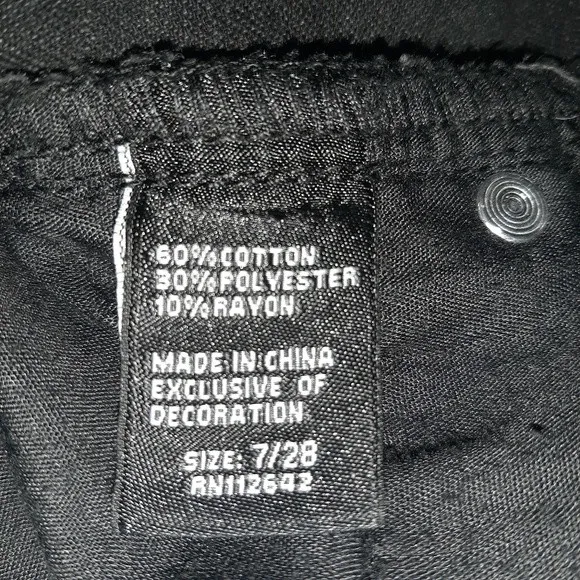 60% COTTON
30% POLYESTER
10% RAYON
MADE IN CHINA
EXCLUSIVE OF
DECORATION
SIZE: 7/28
RN112642